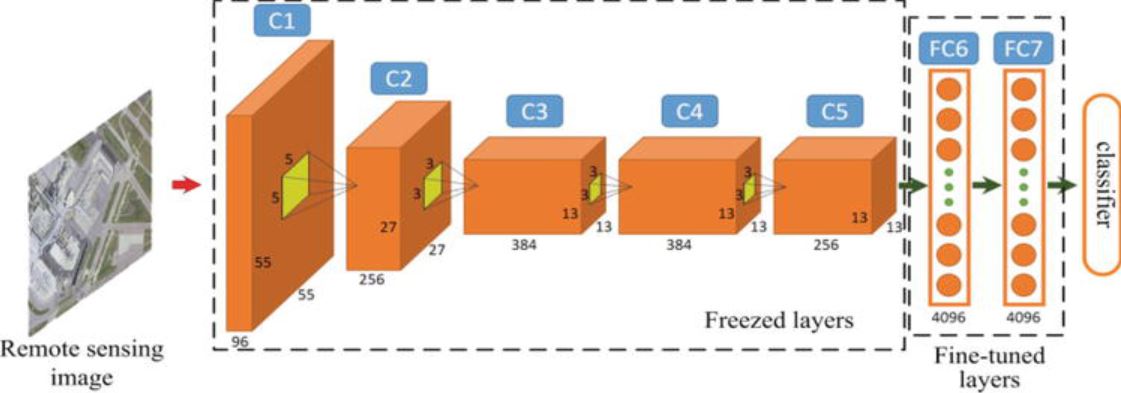 C1
C2
C3
C4
C5
FC6
FC7
5
5
3
3
3
3
3
3
55
55
96
27
27
256
13
13
384
13
13
384
13
13
256
4096
4096
classifier
Freezed layers
Remote sensing
image
Fine-tuned
layers